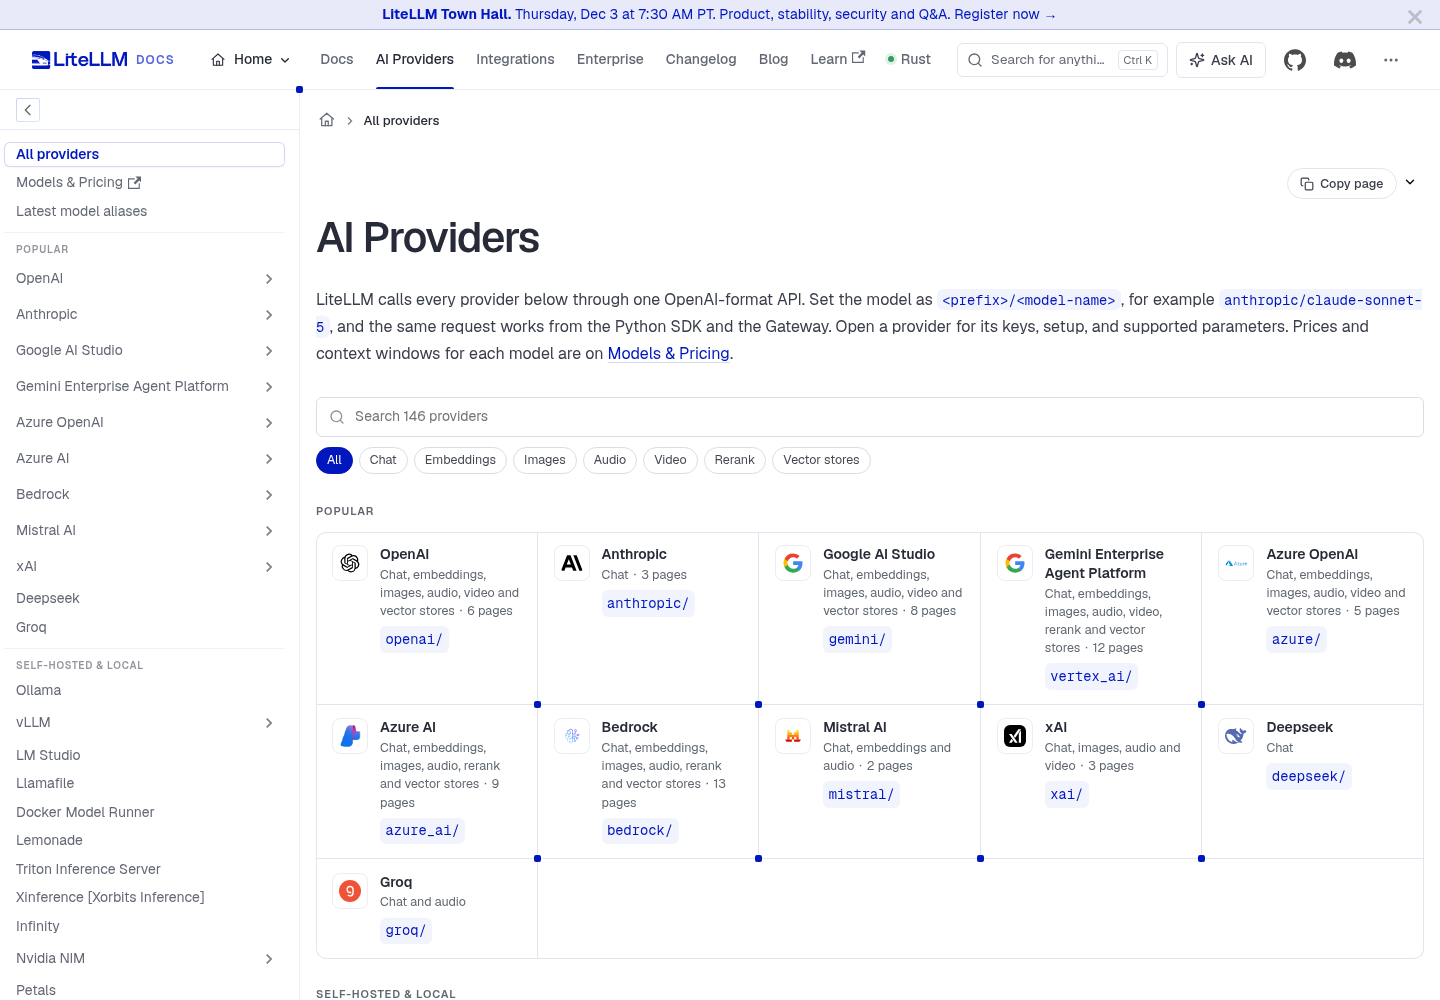 LiteLLM Town Hall. Thursday, Dec 3 at 7:30 AM PT. Product, stability, security and Q&A. Register now →
LiteLLM DOCS
Home
Docs
AI Providers
Integrations
Enterprise
Changelog
Blog
Learn
Rust
Search for anythi...
Ctrl K
Ask AI
All providers
Models & Pricing
Latest model aliases
POPULAR
OpenAI
Anthropic
Google AI Studio
Gemini Enterprise Agent Platform
Azure OpenAI
Azure AI
Bedrock
Mistral AI
xAI
Deepseek
Groq
SELF-HOSTED & LOCAL
Ollama
vLLM
LM Studio
Llamafile
Docker Model Runner
Lemonade
Triton Inference Server
Xinference [Xorbits Inference]
Infinity
Nvidia NIM
Petals
All providers
Copy page
AI Providers
LiteLLM calls every provider below through one OpenAI-format API. Set the model as <prefix>/<model-name>, for example anthropic/claude-sonnet-
5, and the same request works from the Python SDK and the Gateway. Open a provider for its keys, setup, and supported parameters. Prices and
context windows for each model are on Models & Pricing.
Search 146 providers
All
Chat
Embeddings
Images
Audio
Video
Rerank
Vector stores
POPULAR
OpenAI
Chat, embeddings,
images, audio, video and
vector stores · 6 pages
openai/
Anthropic
Chat · 3 pages
anthropic/
Google AI Studio
Chat, embeddings,
images, audio, video and
vector stores · 8 pages
gemini/
Gemini Enterprise
Agent Platform
Chat, embeddings,
images, audio, video,
rerank and vector
stores · 12 pages
vertex_ai/
Azure
Azure OpenAI
Chat, embeddings,
images, audio, video and
vector stores · 5 pages
azure/
Azure AI
Chat, embeddings,
images, audio, rerank
and vector stores · 9
pages
azure_ai/
Bedrock
Chat, embeddings,
images, audio, rerank
and vector stores · 13
pages
bedrock/
Mistral AI
Chat, embeddings and
audio · 2 pages
mistral/
xAI
Chat, images, audio and
video · 3 pages
xai/
Deepseek
Chat
deepseek/
Groq
Chat and audio
groq/
SELF-HOSTED & LOCAL